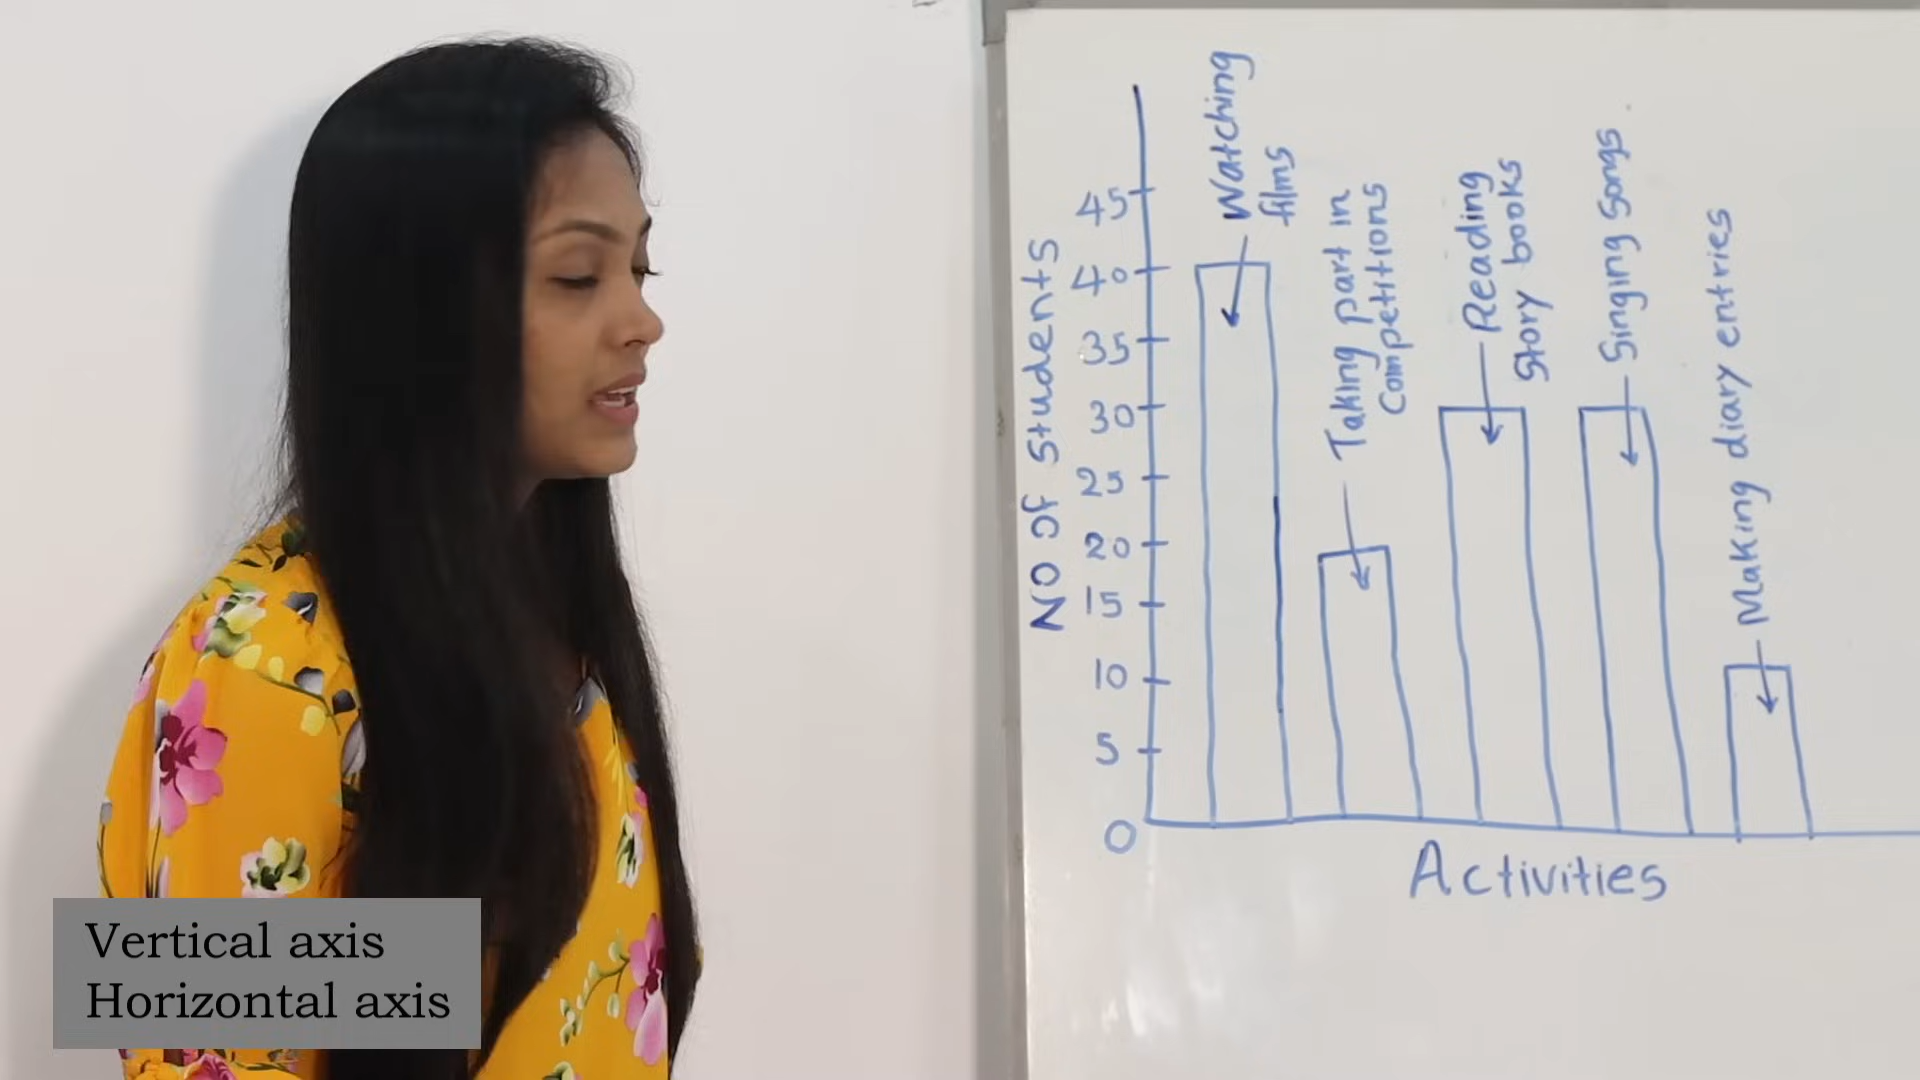 Watching
films
Taking part in
Competitions
Reading
Story books
Singing Songs
Making diary entries
NO of students
45
40
35
30
25
20
15
10
5
0
Activities
Vertical axis
Horizontal axis